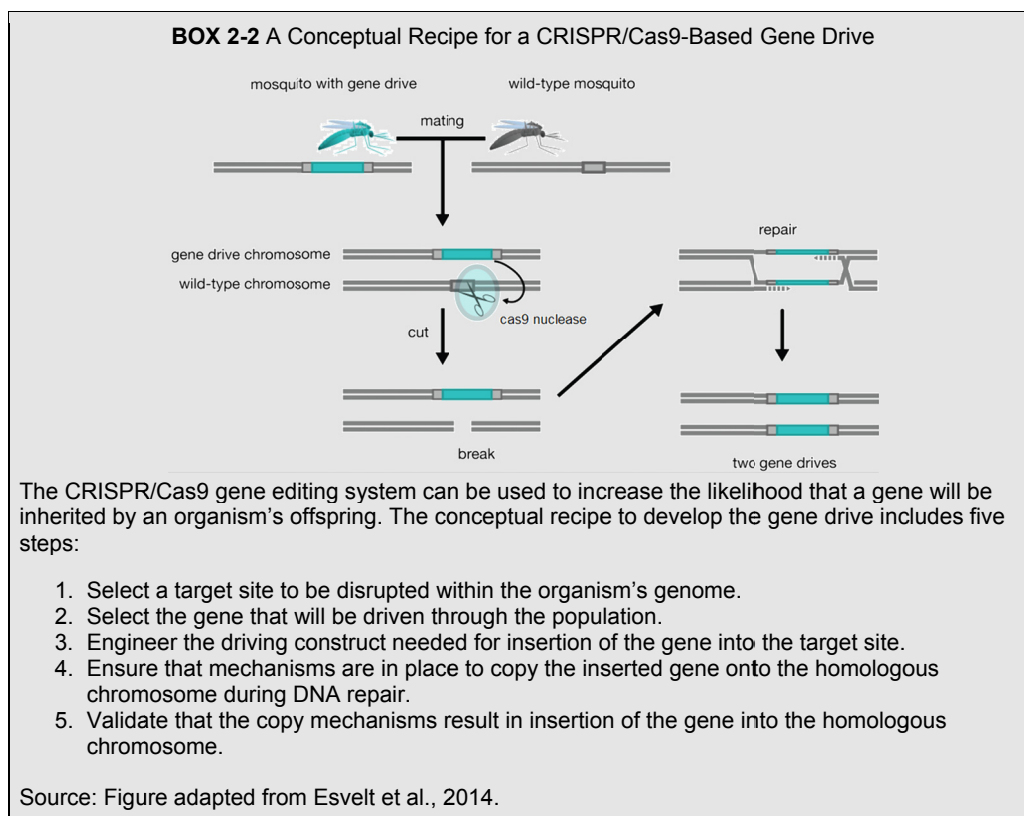 BOX 2-2 A Conceptual Recipe for a CRISPR/Cas9-Based Gene Drive
mosquito with gene drive
wild-type mosquito
mating
gene drive chromosome
wild-type chromosome
cas9 nuclease
cut
break
repair
two gene drives
The CRISPR/Cas9 gene editing system can be used to increase the likelihood that a gene will be
inherited by an organism's offspring. The conceptual recipe to develop the gene drive includes five
steps:
1. Select a target site to be disrupted within the organism's genome.
2. Select the gene that will be driven through the population.
3. Engineer the driving construct needed for insertion of the gene into the target site.
4. Ensure that mechanisms are in place to copy the inserted gene onto the homologous
chromosome during DNA repair.
5. Validate that the copy mechanisms result in insertion of the gene into the homologous
chromosome.
Source: Figure adapted from Esvelt et al., 2014.